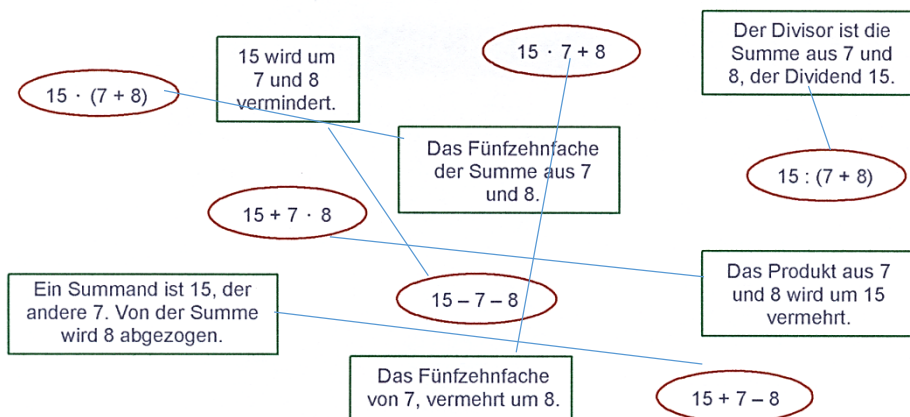 15 · (7 + 8)
15 wird um
7 und 8
vermindert.
15 · 7 + 8
Der Divisor ist die
Summe aus 7 und
8, der Dividend 15.
Das Fünfzehnfache
der Summe aus 7
und 8.
15 : (7 + 8)
15 + 7 · 8
Das Produkt aus 7
und 8 wird um 15
vermehrt.
Ein Summand ist 15, der
andere 7. Von der Summe
wird 8 abgezogen.
15 – 7 – 8
Das Fünfzehnfache
von 7, vermehrt um 8.
15 + 7 – 8